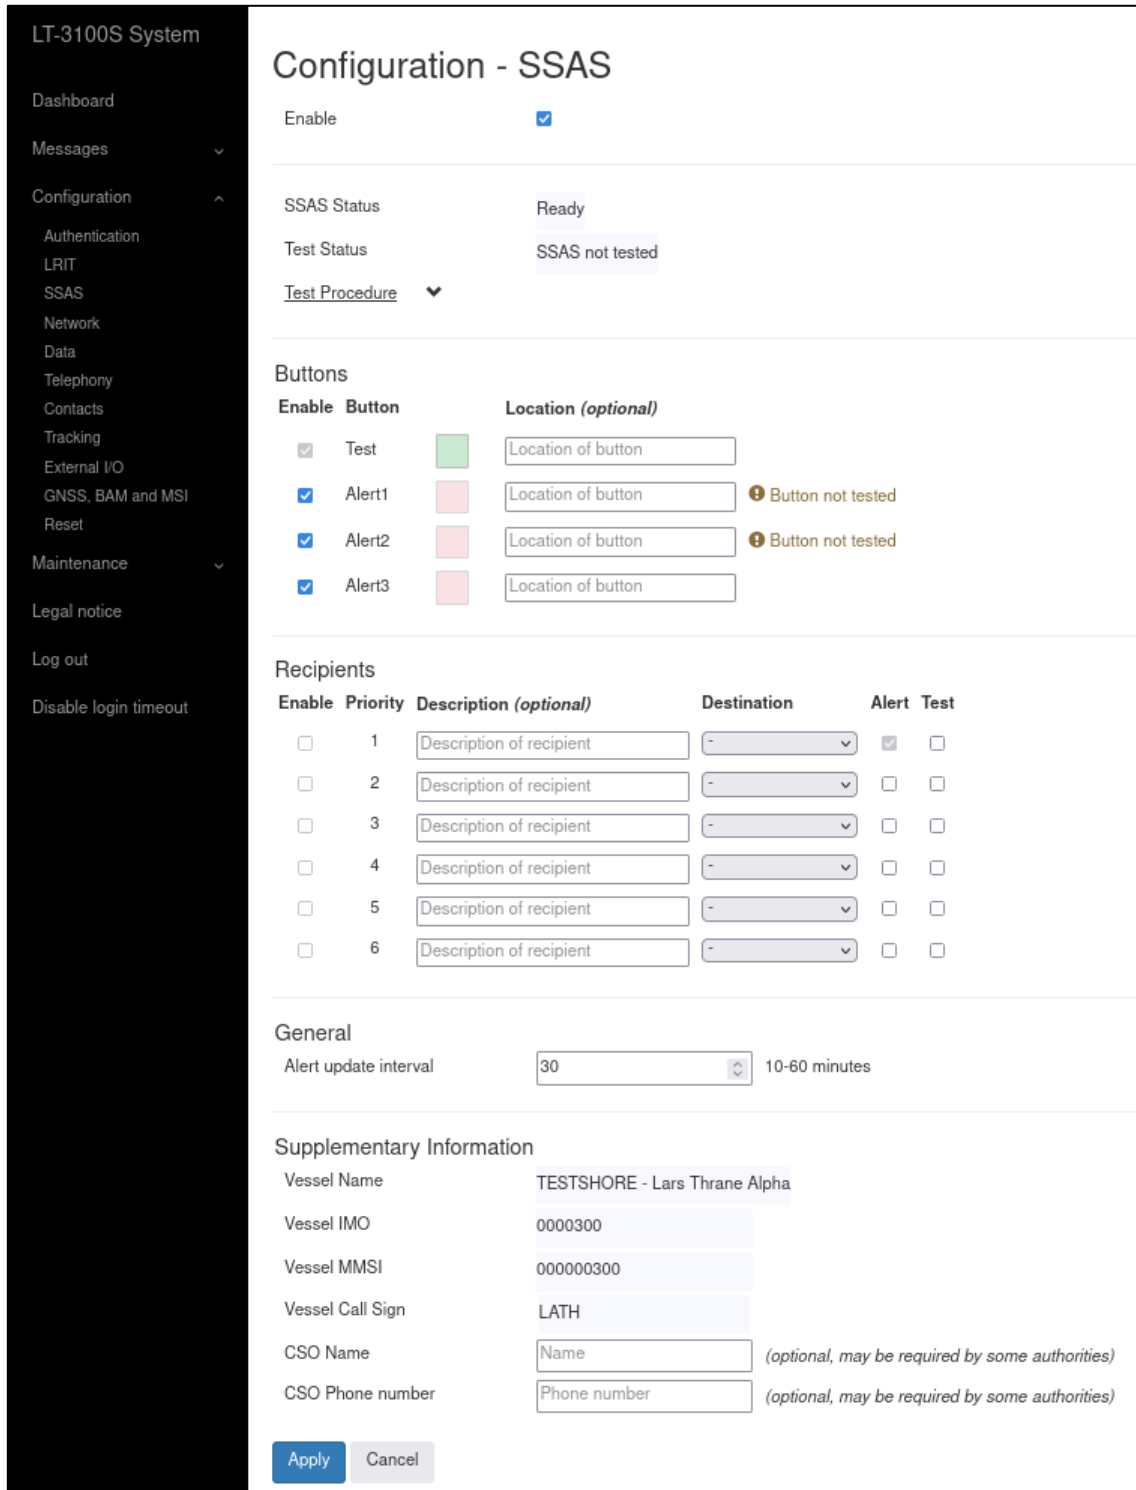 LT-3100S System
Dashboard
Messages
Configuration
Authentication
LRIT
SSAS
Network
Data
Telephony
Contacts
Tracking
External I/O
GNSS, BAM and MSI
Reset
Maintenance
Legal notice
Log out
Disable login timeout
Configuration - SSAS
Enable
SSAS Status Ready
Test Status SSAS not tested
Test Procedure
Buttons
Enable Button Location (optional)
Test Location of button
Alert1 Location of button Button not tested
Alert2 Location of button Button not tested
Alert3 Location of button
Recipients
Enable Priority Description (optional) Destination Alert Test
1 Description of recipient -
2 Description of recipient -
3 Description of recipient -
4 Description of recipient -
5 Description of recipient -
6 Description of recipient -
General
Alert update interval 30 10-60 minutes
Supplementary Information
Vessel Name TESTSHORE - Lars Thrane Alpha
Vessel IMO 0000300
Vessel MMSI 000000300
Vessel Call Sign LATH
CSO Name Name (optional, may be required by some authorities)
CSO Phone number Phone number (optional, may be required by some authorities)
Apply Cancel